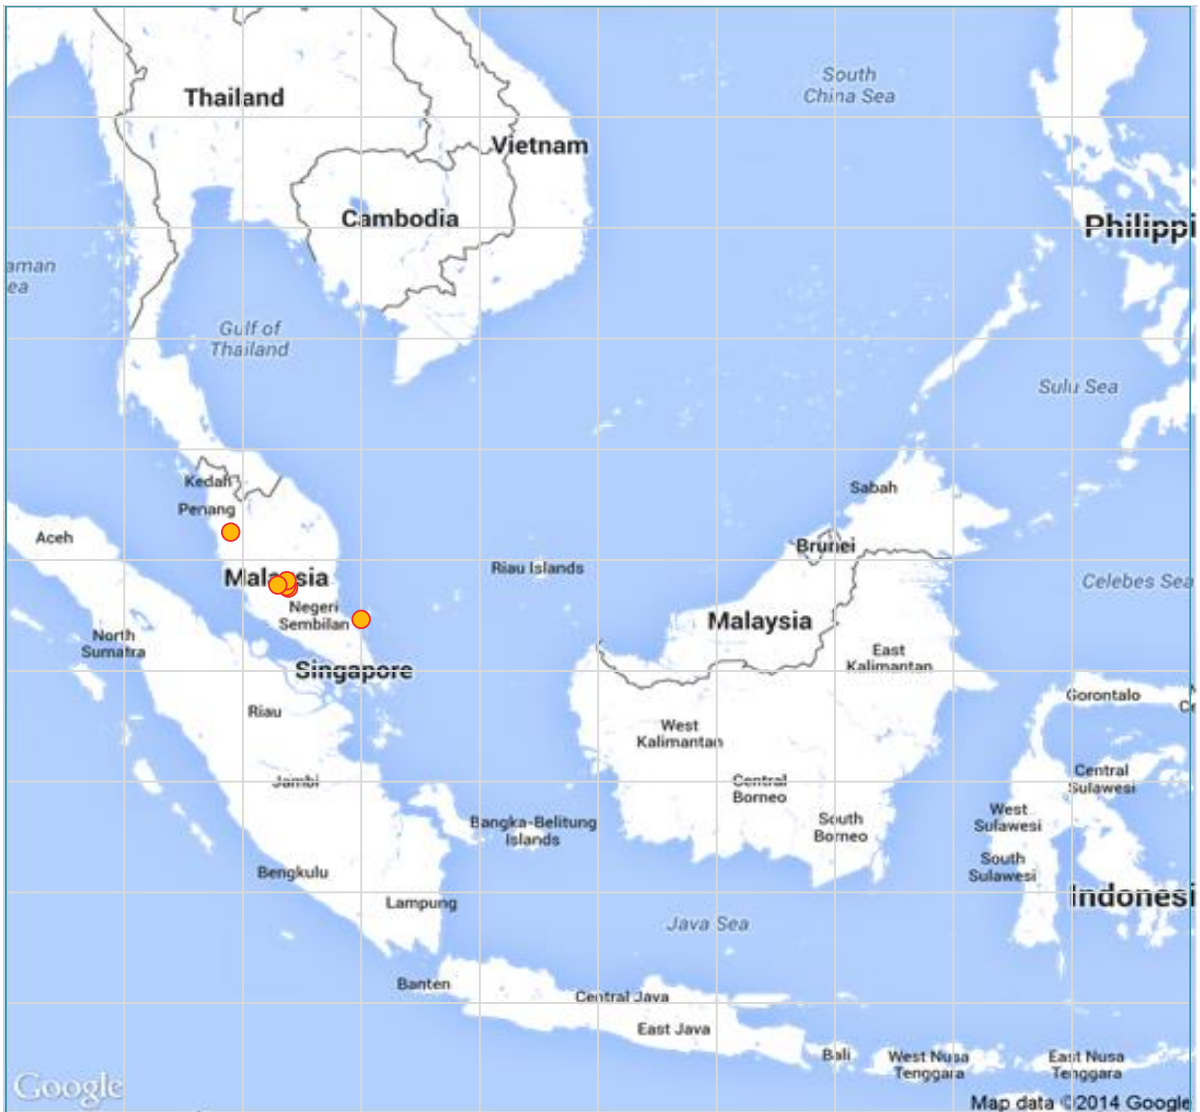 South
China Sea
Thailand
Vietnam
Cambodia
Philippi
aman
ea
Gulf of
Thailand
Sulu Sea
Kedah
Penang
Sabah
Aceh
Brunei
Riau Islands
Malaysia
Celebes Sea
Negeri
Sembilan
Malaysia
North
Sumatra
East
Kalimantan
Singapore
Gorontalo
Riau
West
Kalimantan
Central
Sulawesi
Jambi
Central
Borneo
West
Sulawesi
Bangka-Belitung
Islands
South
Borneo
South
Sulawesi
Bengkulu
Indonesi
Lampung
Java Sea
Banten
Central Java
East Java
Bali
West Nusa
Tenggara
East Nusa
Tenggara
Google
Map data ©2014 Google